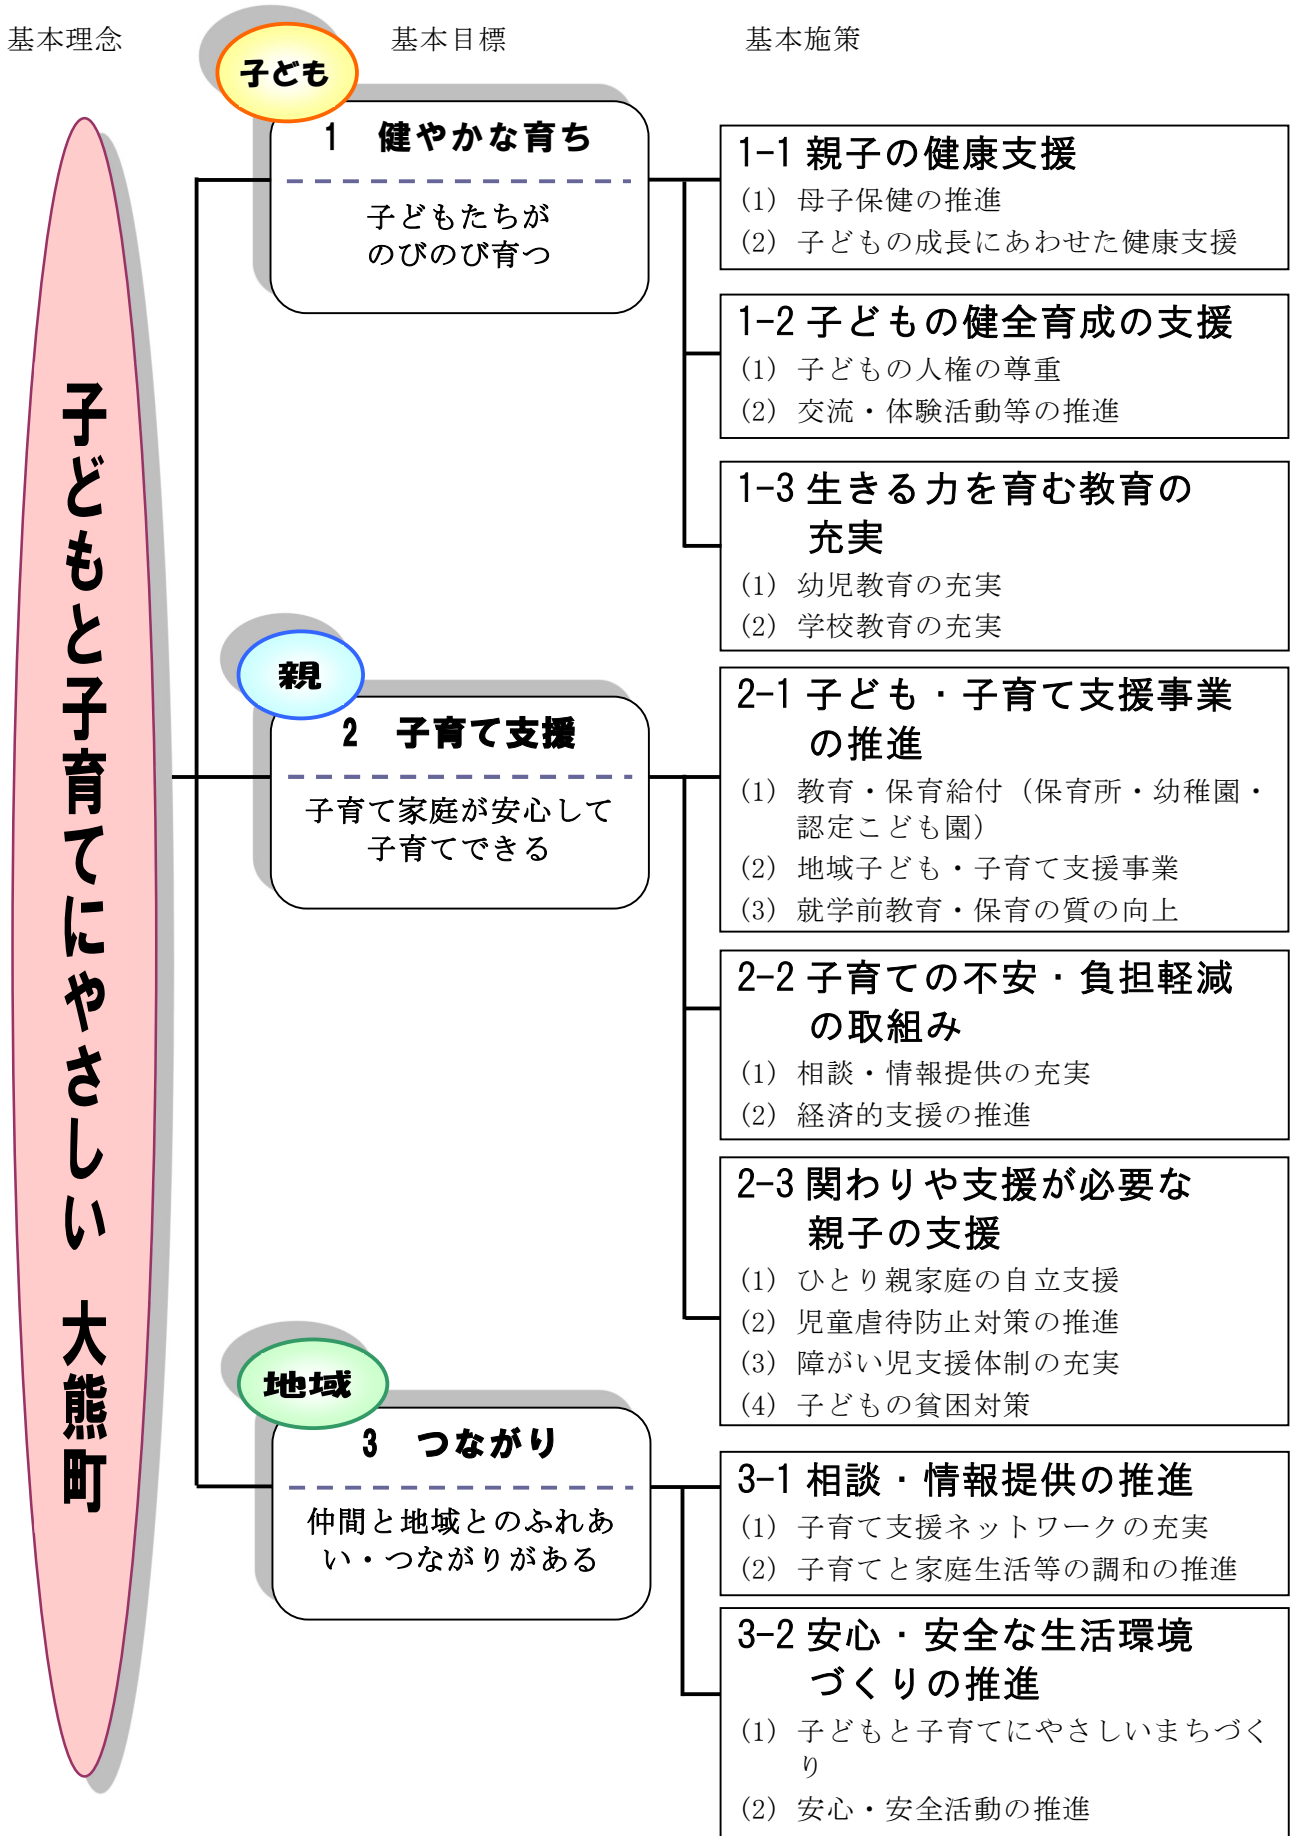 基本理念
基本目標
基本施策
子どもと子育てにやさしい　大熊町
子ども
1　健やかな育ち
子どもたちが
のびのび育つ
1-1 親子の健康支援
(1) 母子保健の推進
(2) 子どもの成長にあわせた健康支援
1-2 子どもの健全育成の支援
(1) 子どもの人権の尊重
(2) 交流・体験活動等の推進
1-3 生きる力を育む教育の
充実
(1) 幼児教育の充実
(2) 学校教育の充実
親
2　子育て支援
子育て家庭が安心して
子育てできる
2-1 子ども・子育て支援事業
の推進
(1) 教育・保育給付（保育所・幼稚園・
認定こども園）
(2) 地域子ども・子育て支援事業
(3) 就学前教育・保育の質の向上
2-2 子育ての不安・負担軽減
の取組み
(1) 相談・情報提供の充実
(2) 経済的支援の推進
2-3 関わりや支援が必要な
親子の支援
(1) ひとり親家庭の自立支援
(2) 児童虐待防止対策の推進
(3) 障がい児支援体制の充実
(4) 子どもの貧困対策
地域
3　つながり
仲間と地域とのふれあ
い・つながりがある
3-1 相談・情報提供の推進
(1) 子育て支援ネットワークの充実
(2) 子育てと家庭生活等の調和の推進
3-2 安心・安全な生活環境
づくりの推進
(1) 子どもと子育てにやさしいまちづく
り
(2) 安心・安全活動の推進